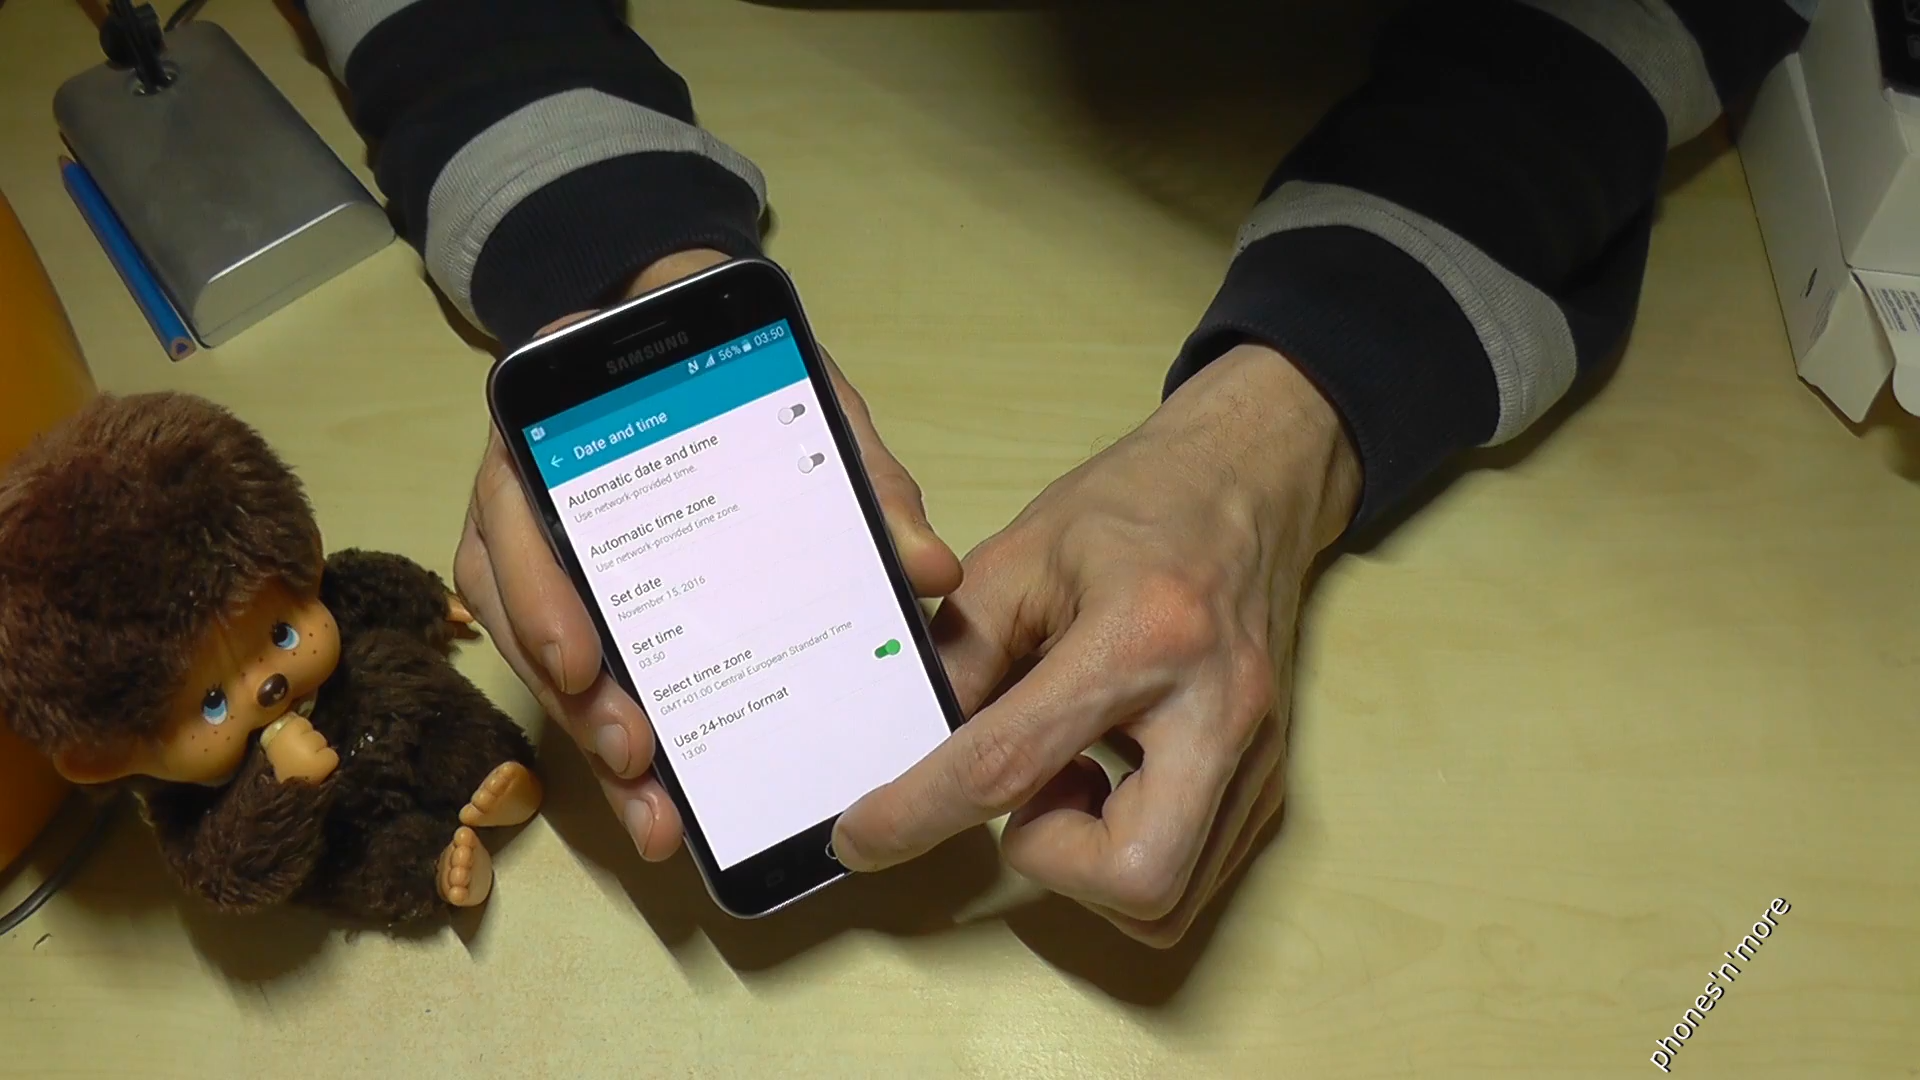 SAMSUNG
56% 03:50
Date and time
Automatic date and time
Use network-provided time.
Automatic time zone
Use network-provided time zone.
Set date
November 15, 2016
Set time
03:50
Select time zone
GMT+01:00 Central European Standard Time
Use 24-hour format
13:00
phones'n'more